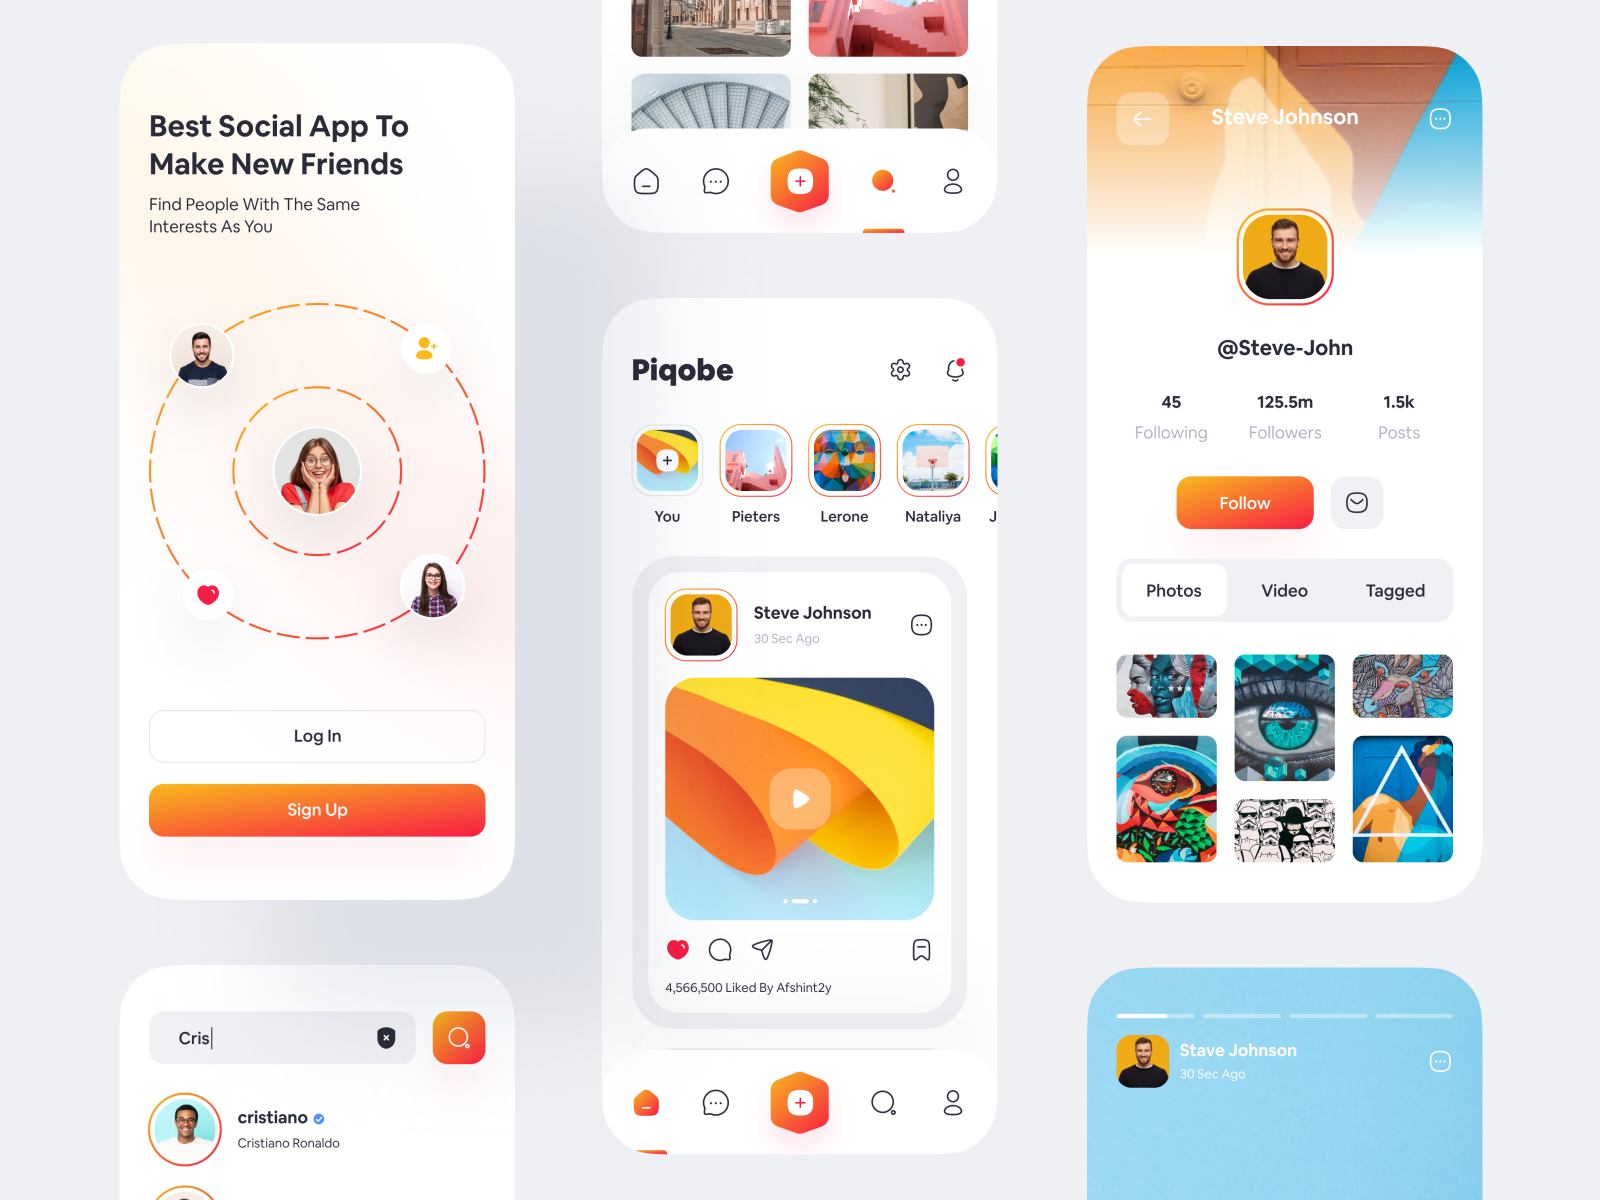 Best Social App To
Make New Friends
Find People With The Same
Interests As You
Log In
Sign Up
Cris
cristiano
Cristiano Ronaldo
Piqobe
You
Pieters
Lerone
Nataliya
J
Steve Johnson
30 Sec Ago
4,566,500 Liked By Afshint2y
Steve Johnson
@Steve-John
45
125.5m
1.5k
Following
Followers
Posts
Follow
Photos
Video
Tagged
Stave Johnson
30 Sec Ago